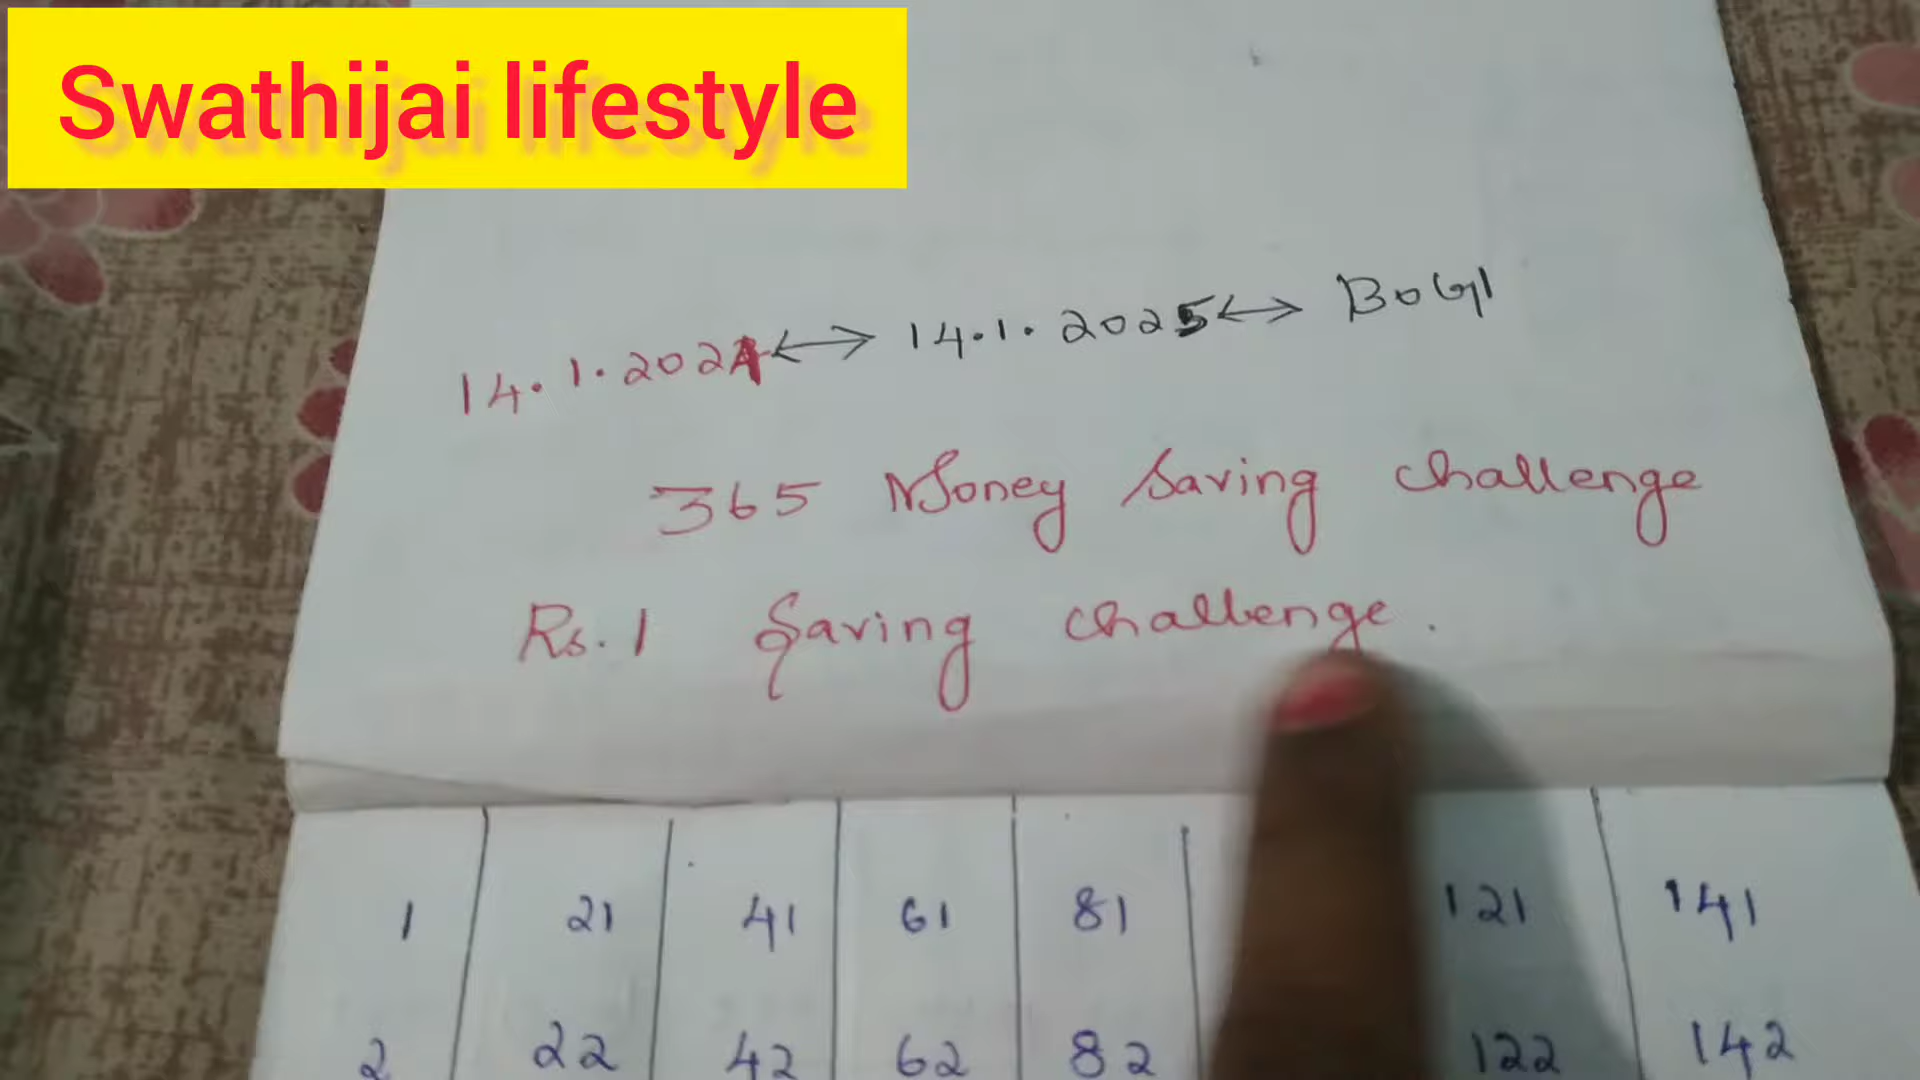 Swathijai lifestyle
14.1.2024 ↔ 14.1.2025 ↔ BOGI
365 Money Saving challenge
Rs. 1 Saving challenge.
1 21 41 61 81 121 141
2 22 42 62 82 122 142